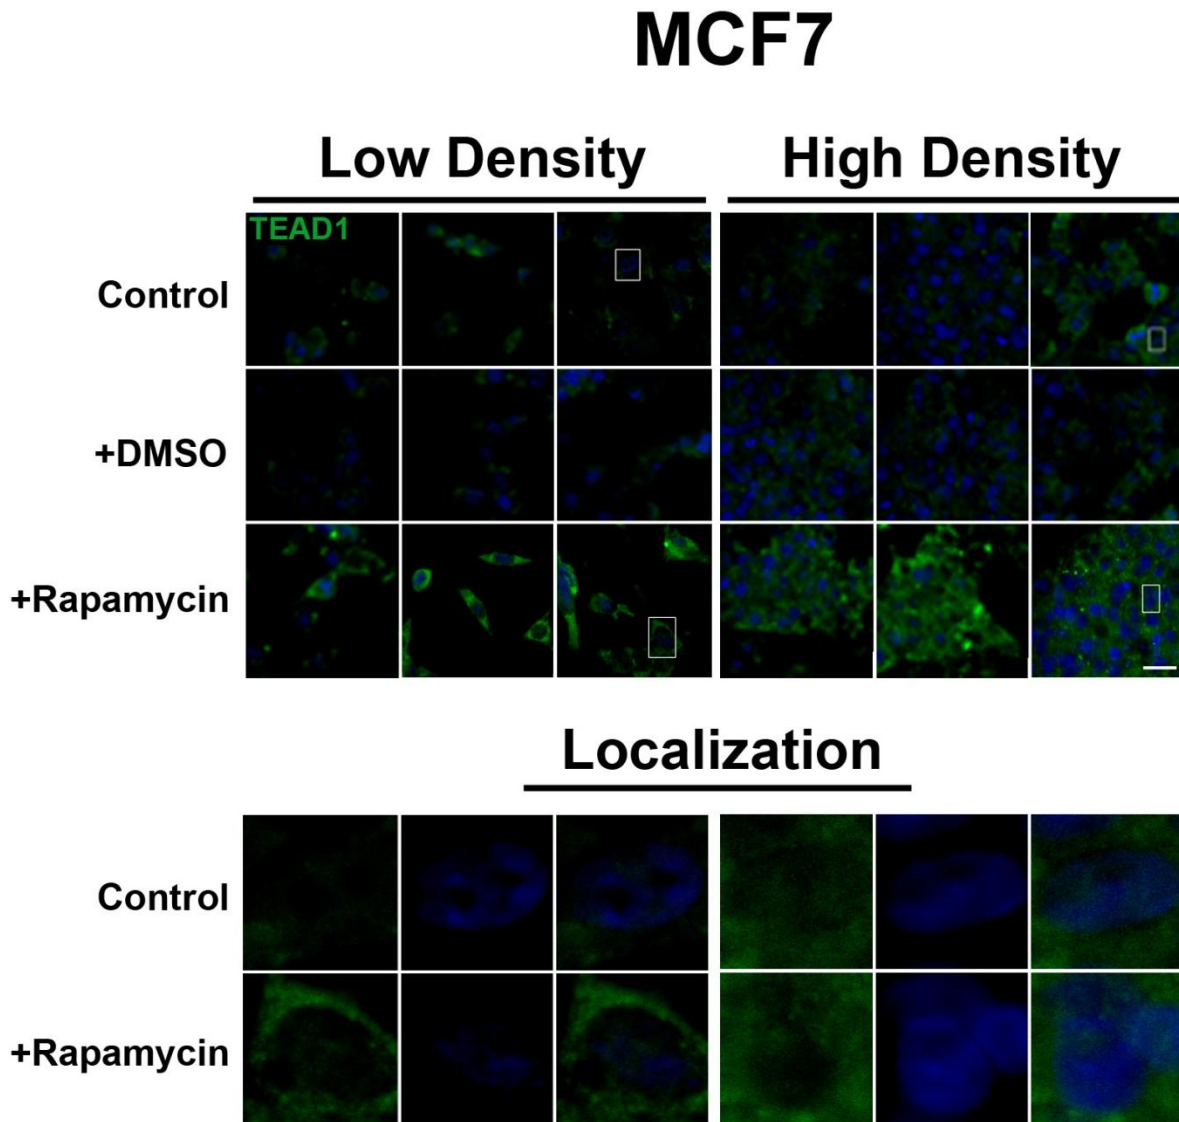 MCF7
Low Density
High Density
TEAD1
Control
+DMSO
+Rapamycin
Localization
Control
+Rapamycin